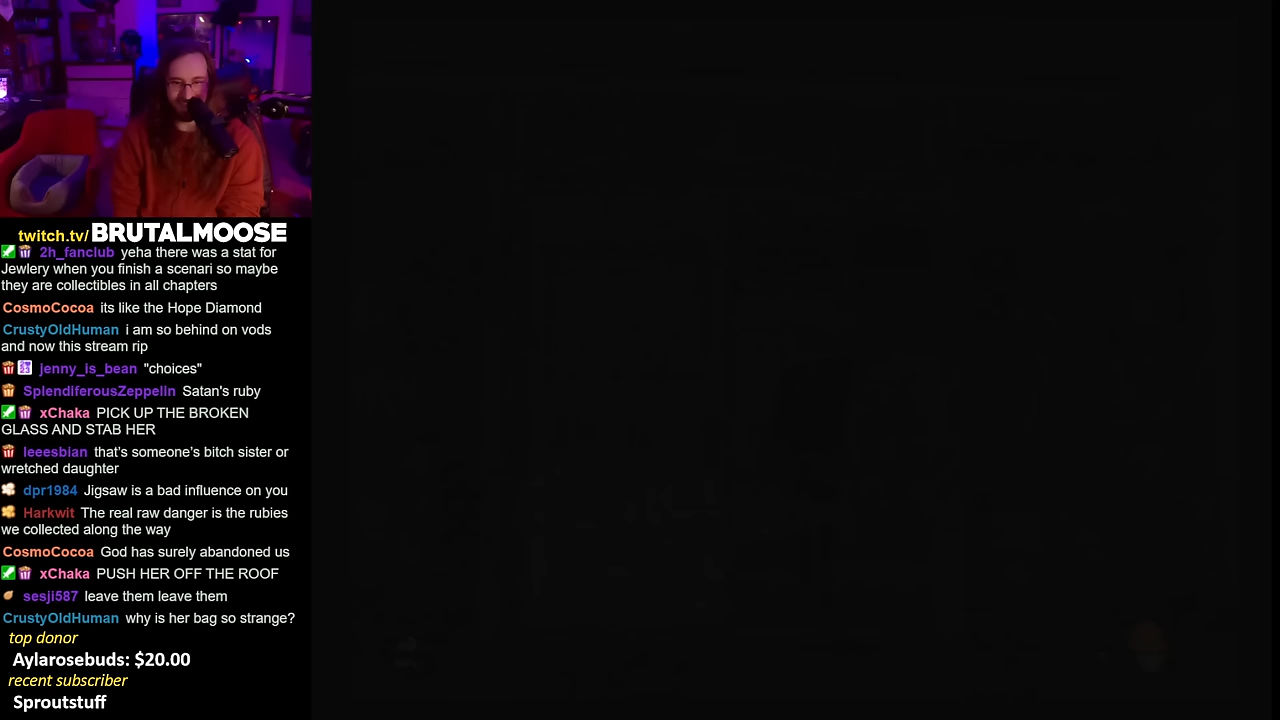 twitch.tv/BRUTALMOOSE
2h_fanclub yeha there was a stat for
Jewlery when you finish a scenari so maybe
they are collectibles in all chapters
CosmoCocoa its like the Hope Diamond
CrustyOldHuman i am so behind on vods
and now this stream rip
jenny_is_bean "choices"
SplendiferousZeppelin Satan's ruby
xChaka PICK UP THE BROKEN
GLASS AND STAB HER
leeesbian that's someone's bitch sister or
wretched daughter
dpr1984 Jigsaw is a bad influence on you
Harkwit The real raw danger is the rubies
we collected along the way
CosmoCocoa God has surely abandoned us
xChaka PUSH HER OFF THE ROOF
sesji587 leave them leave them
CrustyOldHuman why is her bag so strange?
top donor
Aylarosebuds: $20.00
recent subscriber
Sproutstuff